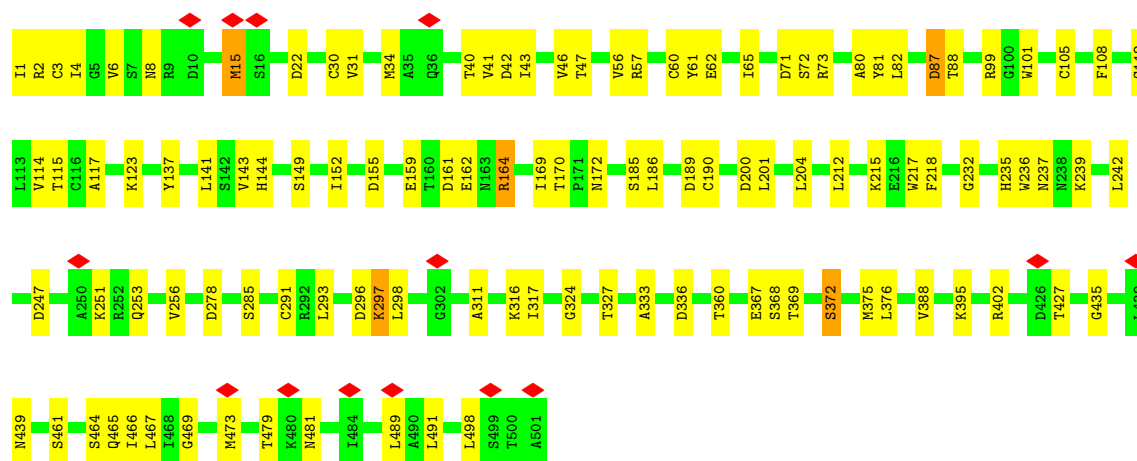 I1 R2 C3 I4 G5 V6 S7 N8 R9 D10 M15 S16 D22 C30 V31 M34 A35 Q36 T40 V41 D42 I43 V46 T47 V56 R57 C60 Y61 E62 I65 D71 S72 R73 A80 Y81 L82 D87 T88 R99 G100 W101 C105 F108
L113 V114 T115 C116 A117 K123 Y137 L141 S142 V143 H144 S149 I152 D155 E159 T160 D161 E162 N163 R164 I169 T170 P171 N172 S185 L186 D189 C190 D200 L201 L204 L212 K215 E216 W217 F218 G232 H235 W236 N237 N238 K239 L242
D247 A250 K251 R252 Q253 V256 D278 S285 C291 R292 L293 D296 K297 L298 G302 A311 K316 I317 G324 T327 A333 D336 T360 E367 S368 T369 S372 M375 L376 V388 K395 R402 D426 T427 G435
N439 S461 S464 Q465 I466 L467 I468 G469 M473 T479 K480 N481 I484 L489 A490 L491 L498 S499 T500 A501